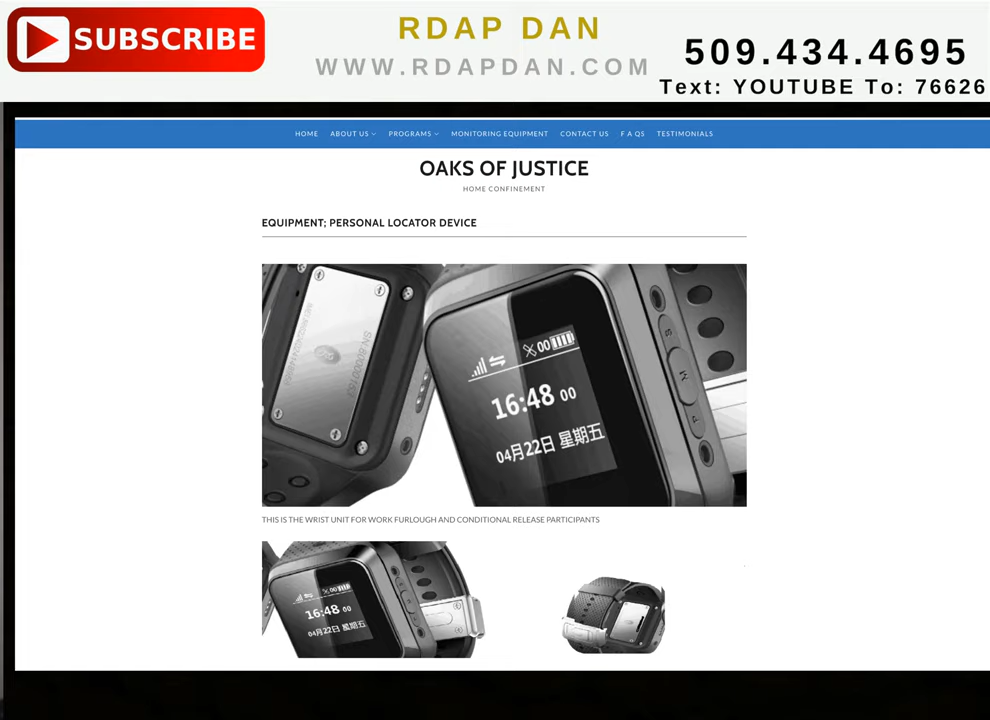 SUBSCRIBE
RDAP DAN
WWW.RDAPDAN.COM
509.434.4695
Text: YOUTUBE To: 76626
HOME ABOUT US PROGRAMS MONITORING EQUIPMENT CONTACT US F A QS TESTIMONIALS
OAKS OF JUSTICE
HOME CONFINEMENT
EQUIPMENT; PERSONAL LOCATOR DEVICE
00
16:48 00
04月22日 星期五
S
M
P
THIS IS THE WRIST UNIT FOR WORK FURLOUGH AND CONDITIONAL RELEASE PARTICIPANTS
00
16:48 00
04月22日 星期五